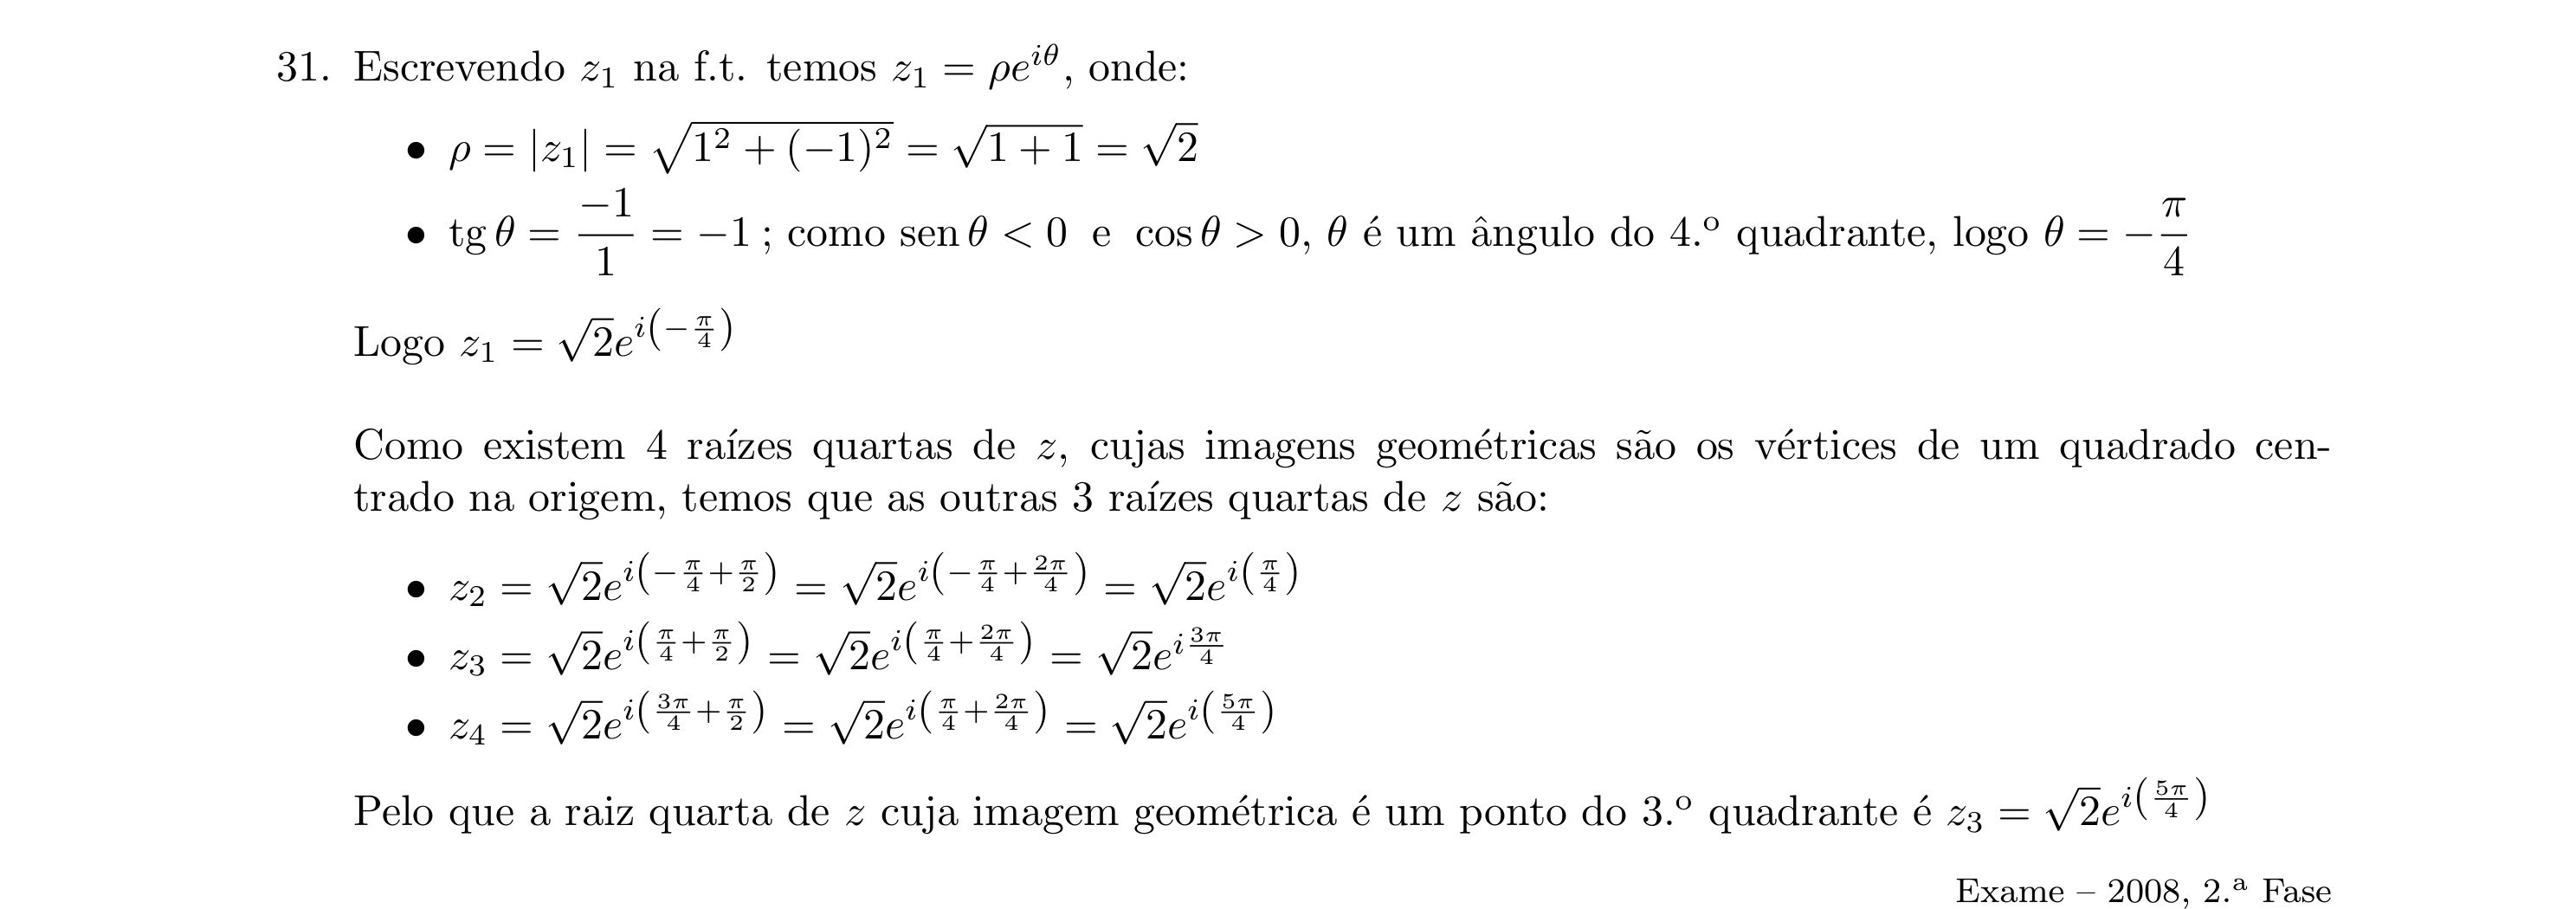 31. Escrevendo $z_1$ na f.t. temos $z_1 = \rho e^{i\theta}$, onde:
• $\rho = |z_1| = \sqrt{1^2 + (-1)^2} = \sqrt{1+1} = \sqrt{2}$
• $\operatorname{tg}\theta = \dfrac{-1}{1} = -1$ ; como $\operatorname{sen}\theta < 0$ e $\cos\theta > 0$, $\theta$ é um ângulo do 4.º quadrante, logo $\theta = -\dfrac{\pi}{4}$
Logo $z_1 = \sqrt{2}e^{i\left(-\frac{\pi}{4}\right)}$
Como existem 4 raízes quartas de $z$, cujas imagens geométricas são os vértices de um quadrado cen-
trado na origem, temos que as outras 3 raízes quartas de $z$ são:
• $z_2 = \sqrt{2}e^{i\left(-\frac{\pi}{4}+\frac{\pi}{2}\right)} = \sqrt{2}e^{i\left(-\frac{\pi}{4}+\frac{2\pi}{4}\right)} = \sqrt{2}e^{i\left(\frac{\pi}{4}\right)}$
• $z_3 = \sqrt{2}e^{i\left(\frac{\pi}{4}+\frac{\pi}{2}\right)} = \sqrt{2}e^{i\left(\frac{\pi}{4}+\frac{2\pi}{4}\right)} = \sqrt{2}e^{i\frac{3\pi}{4}}$
• $z_4 = \sqrt{2}e^{i\left(\frac{3\pi}{4}+\frac{\pi}{2}\right)} = \sqrt{2}e^{i\left(\frac{\pi}{4}+\frac{2\pi}{4}\right)} = \sqrt{2}e^{i\left(\frac{5\pi}{4}\right)}$
Pelo que a raiz quarta de $z$ cuja imagem geométrica é um ponto do 3.º quadrante é $z_3 = \sqrt{2}e^{i\left(\frac{5\pi}{4}\right)}$
Exame – 2008, 2.ª Fase